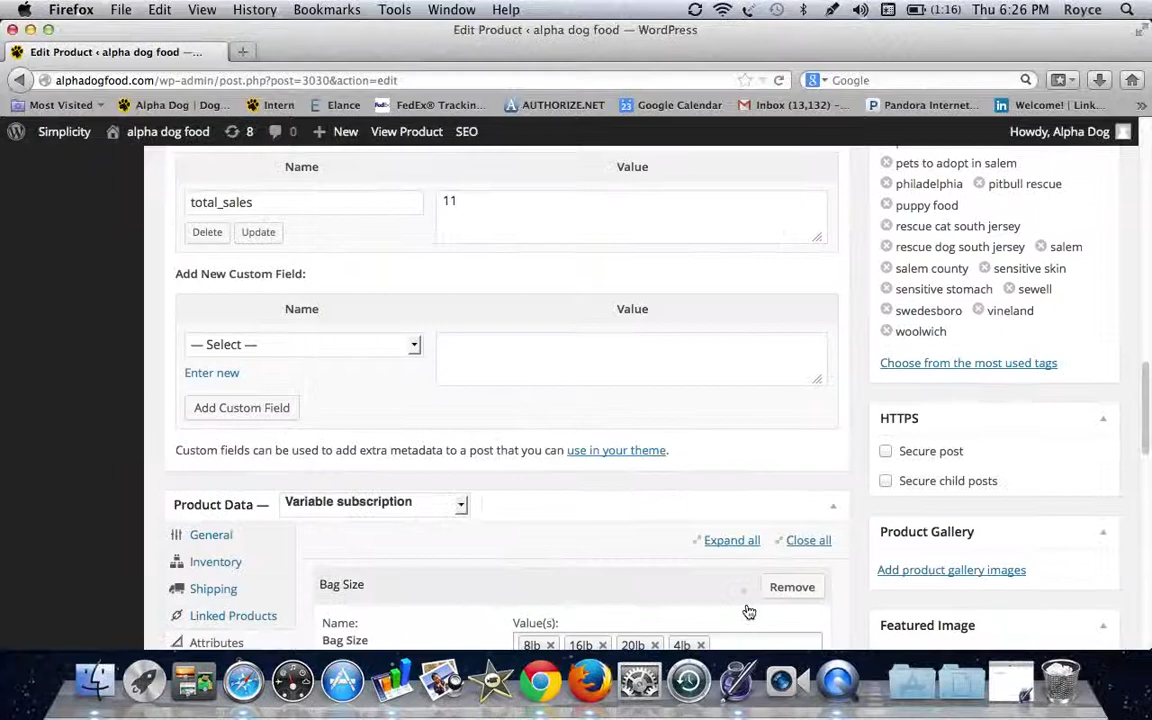 Firefox File Edit View History Bookmarks Tools Window Help (1:16) Thu 6:26 PM Royce
Edit Product ‹ alpha dog food — WordPress
Edit Product ‹ alpha dog food —...
alphadogfood.com/wp-admin/post.php?post=3030&action=edit Google
Most Visited Alpha Dog | Dog... Intern Elance FedEx® Trackin... AUTHORIZE.NET Google Calendar Inbox (13,132) -... Pandora Internet... Welcome! | Link...
Simplicity alpha dog food 8 0 New View Product SEO Howdy, Alpha Dog
Name Value
total_sales 11
Delete Update
Add New Custom Field:
Name Value
— Select —
Enter new
Add Custom Field
Custom fields can be used to add extra metadata to a post that you can use in your theme.
Product Data — Variable subscription
General
Inventory
Shipping
Linked Products
Attributes
Expand all Close all
Bag Size Remove
Name: Value(s):
Bag Size 8lb 16lb 20lb 4lb
pets to adopt in salem
philadelphia pitbull rescue
puppy food
rescue cat south jersey
rescue dog south jersey salem
salem county sensitive skin
sensitive stomach sewell
swedesboro vineland
woolwich
Choose from the most used tags
HTTPS
Secure post
Secure child posts
Product Gallery
Add product gallery images
Featured Image